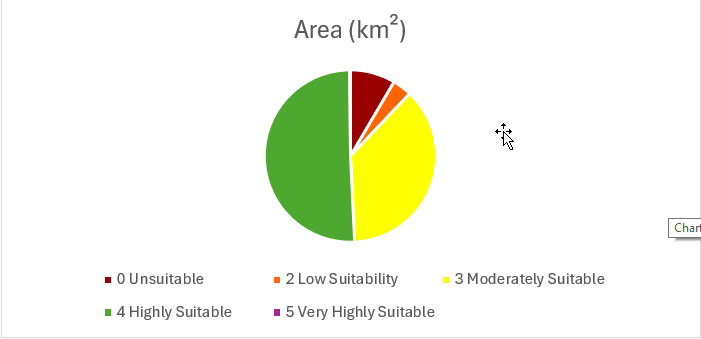 Area (km²)
0 Unsuitable
2 Low Suitability
3 Moderately Suitable
4 Highly Suitable
5 Very Highly Suitable